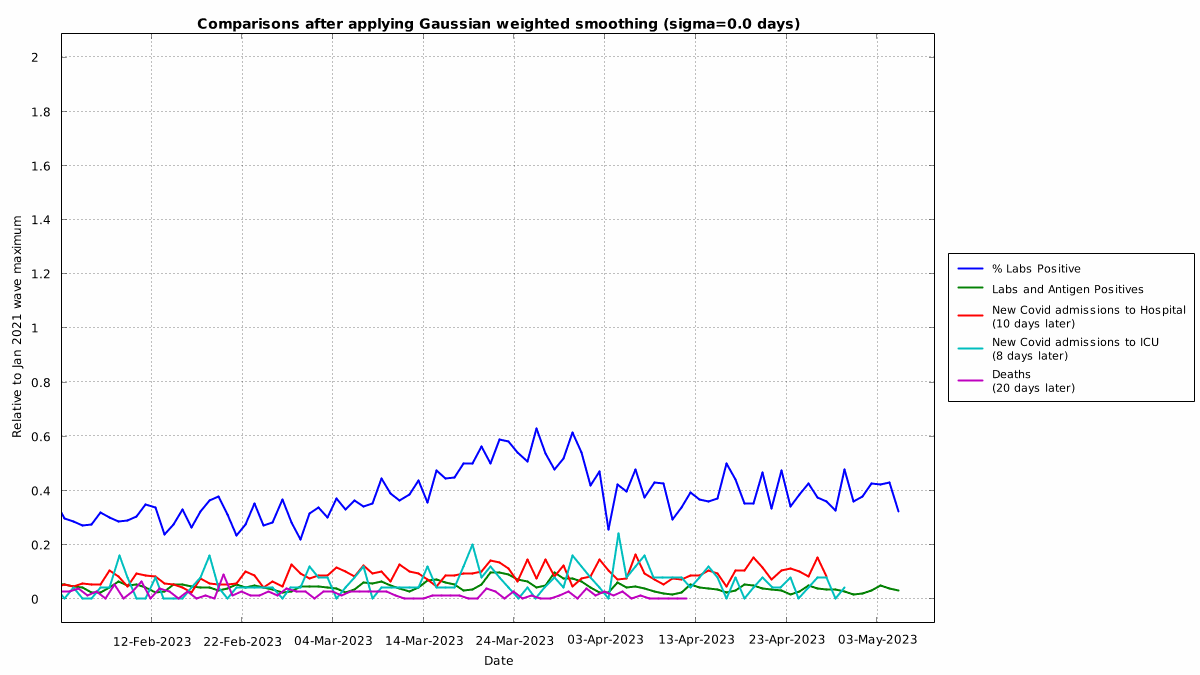 Comparisons after applying Gaussian weighted smoothing (sigma=0.0 days)
2
1.8
1.6
1.4
1.2
1
0.8
0.6
0.4
0.2
0
Relative to Jan 2021 wave maximum
12-Feb-2023 22-Feb-2023 04-Mar-2023 14-Mar-2023 24-Mar-2023 03-Apr-2023 13-Apr-2023 23-Apr-2023 03-May-2023
Date
% Labs Positive
Labs and Antigen Positives
New Covid admissions to Hospital
(10 days later)
New Covid admissions to ICU
(8 days later)
Deaths
(20 days later)